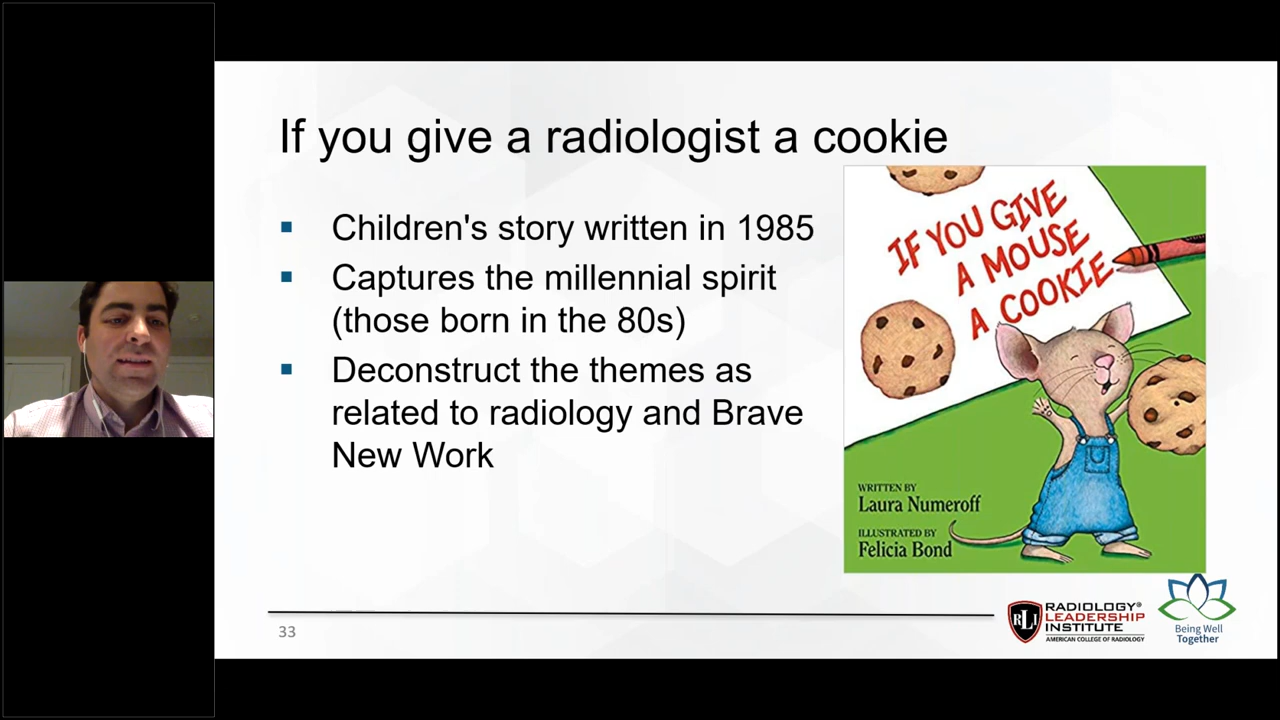 If you give a radiologist a cookie
▪ Children's story written in 1985
▪ Captures the millennial spirit
(those born in the 80s)
▪ Deconstruct the themes as
related to radiology and Brave
New Work
IF YOU GIVE
A MOUSE
A COOKIE
WRITTEN BY
Laura Numeroff
ILLUSTRATED BY
Felicia Bond
33
RLI
RADIOLOGY®
LEADERSHIP
INSTITUTE
AMERICAN COLLEGE OF RADIOLOGY
Being Well
Together